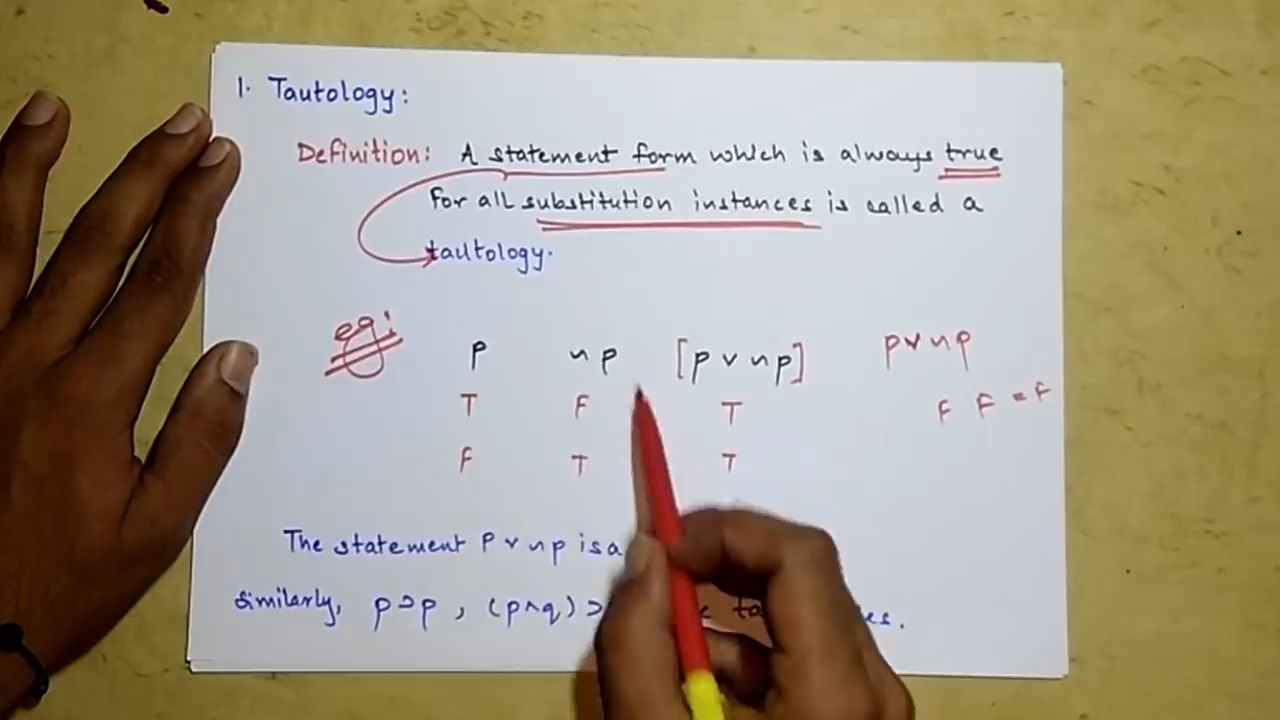 1. Tautology:
Definition: A statement form which is always true
for all substitution instances is called a
tautology.
eg:
p ~p [p v ~p] p v ~p
T F T F F = F
F T T
The statement P v ~p is a
similarly, p ⊃ p, (p ∧ q) ⊃